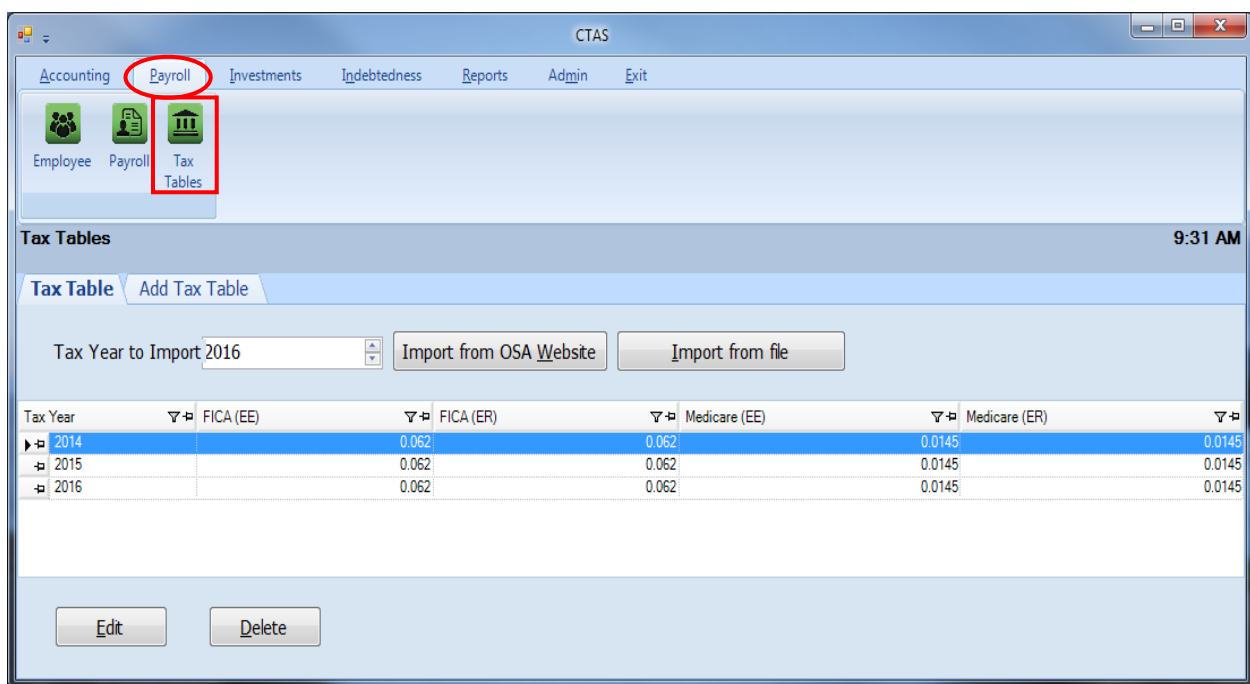 CTAS
Accounting Payroll Investments Indebtedness Reports Admin Exit
Employee Payroll Tax Tables
Tax Tables 9:31 AM
Tax Table Add Tax Table
Tax Year to Import 2016 Import from OSA Website Import from file
Tax Year FICA (EE) FICA (ER) Medicare (EE) Medicare (ER)
2014 0.062 0.062 0.0145 0.0145
2015 0.062 0.062 0.0145 0.0145
2016 0.062 0.062 0.0145 0.0145
Edit Delete